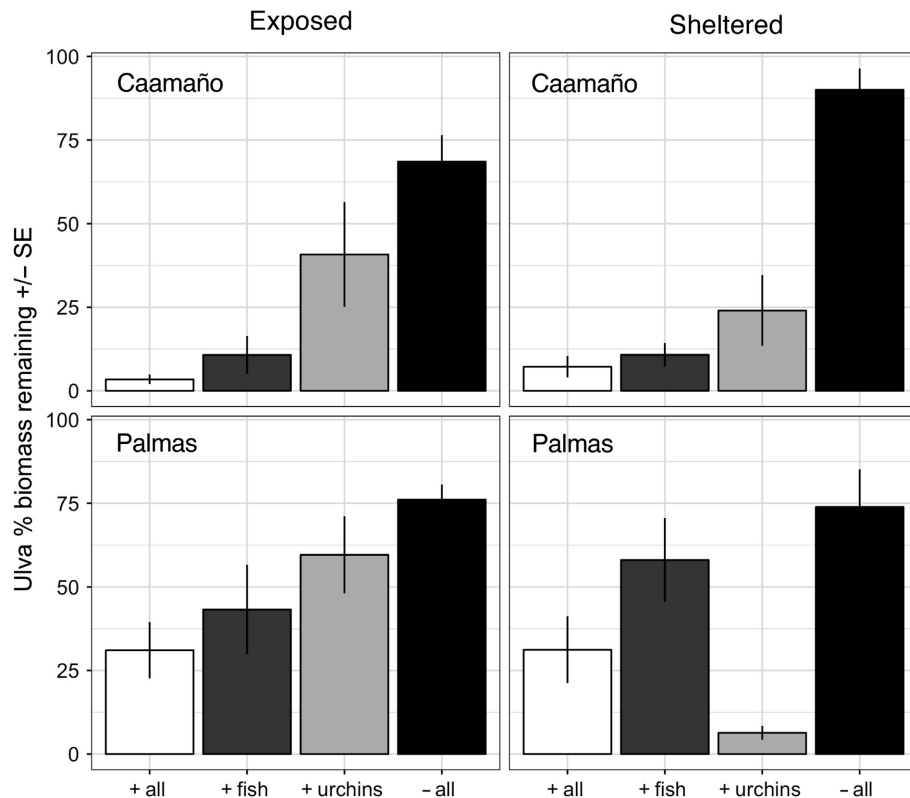 Exposed
Sheltered
Ulva % biomass remaining +/− SE
100
75
50
25
0
Caamaño
Caamaño
100
75
50
25
0
Palmas
Palmas
+ all
+ fish
+ urchins
− all
+ all
+ fish
+ urchins
− all